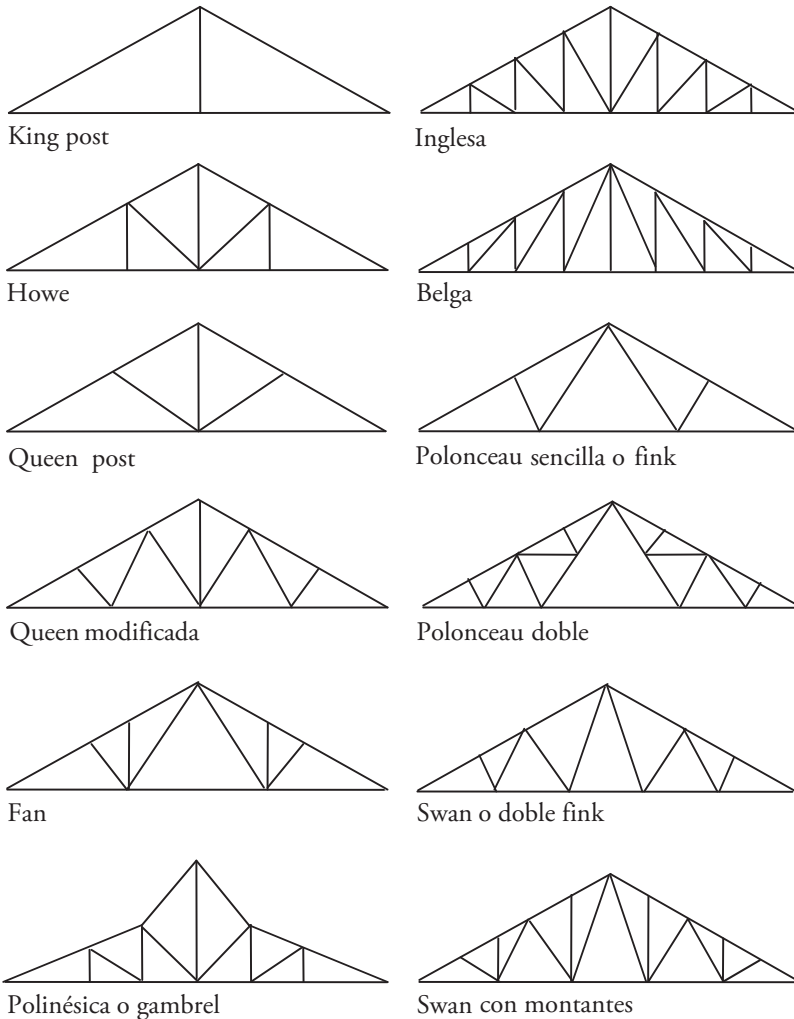 King post
Inglesa
Howe
Belga
Queen post
Polonceau sencilla o fink
Queen modificada
Polonceau doble
Fan
Swan o doble fink
Polinésica o gambrel
Swan con montantes